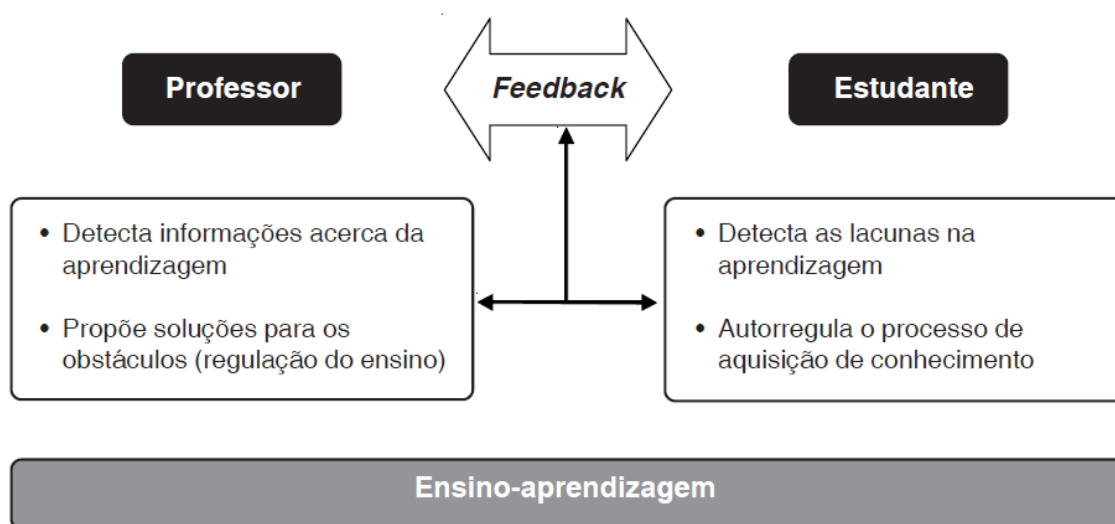 Professor
Feedback
Estudante
• Detecta informações acerca da
aprendizagem
• Propõe soluções para os
obstáculos (regulação do ensino)
• Detecta as lacunas na
aprendizagem
• Autorregula o processo de
aquisição de conhecimento
Ensino-aprendizagem